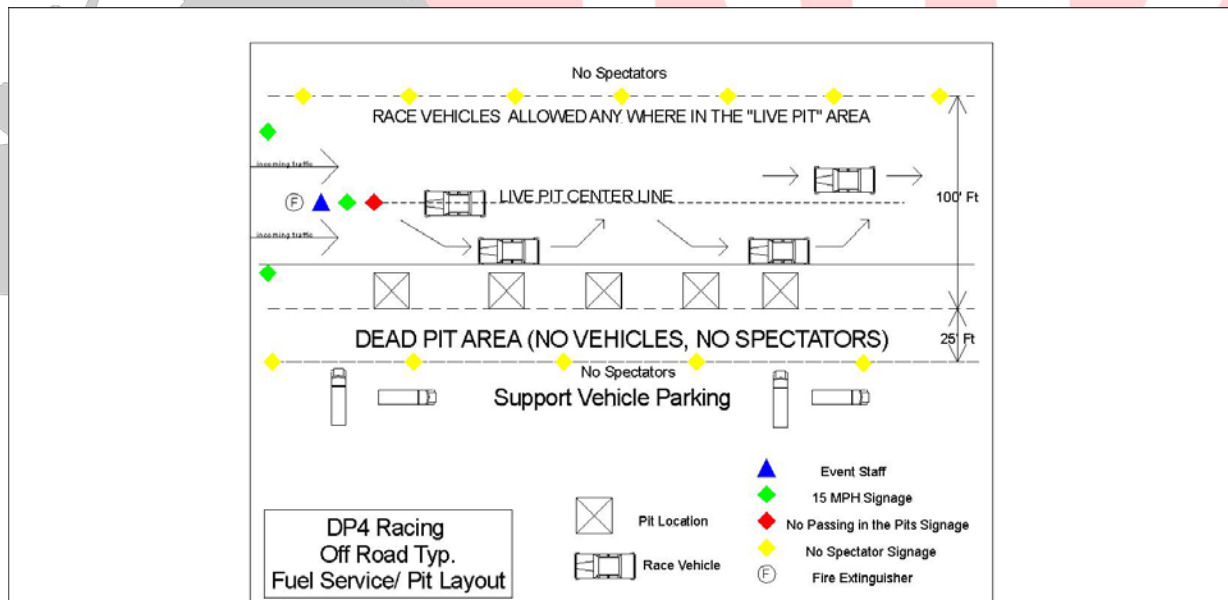 No Spectators
RACE VEHICLES ALLOWED ANY WHERE IN THE "LIVE PIT" AREA
incoming traffic
100' Ft
F
LIVE PIT CENTER LINE
incoming traffic
DEAD PIT AREA (NO VEHICLES, NO SPECTATORS)
25' Ft
No Spectators
Support Vehicle Parking
Event Staff
15 MPH Signage
Pit Location
No Passing in the Pits Signage
No Spectator Signage
Race Vehicle
F
Fire Extinguisher
DP4 Racing
Off Road Typ.
Fuel Service/ Pit Layout